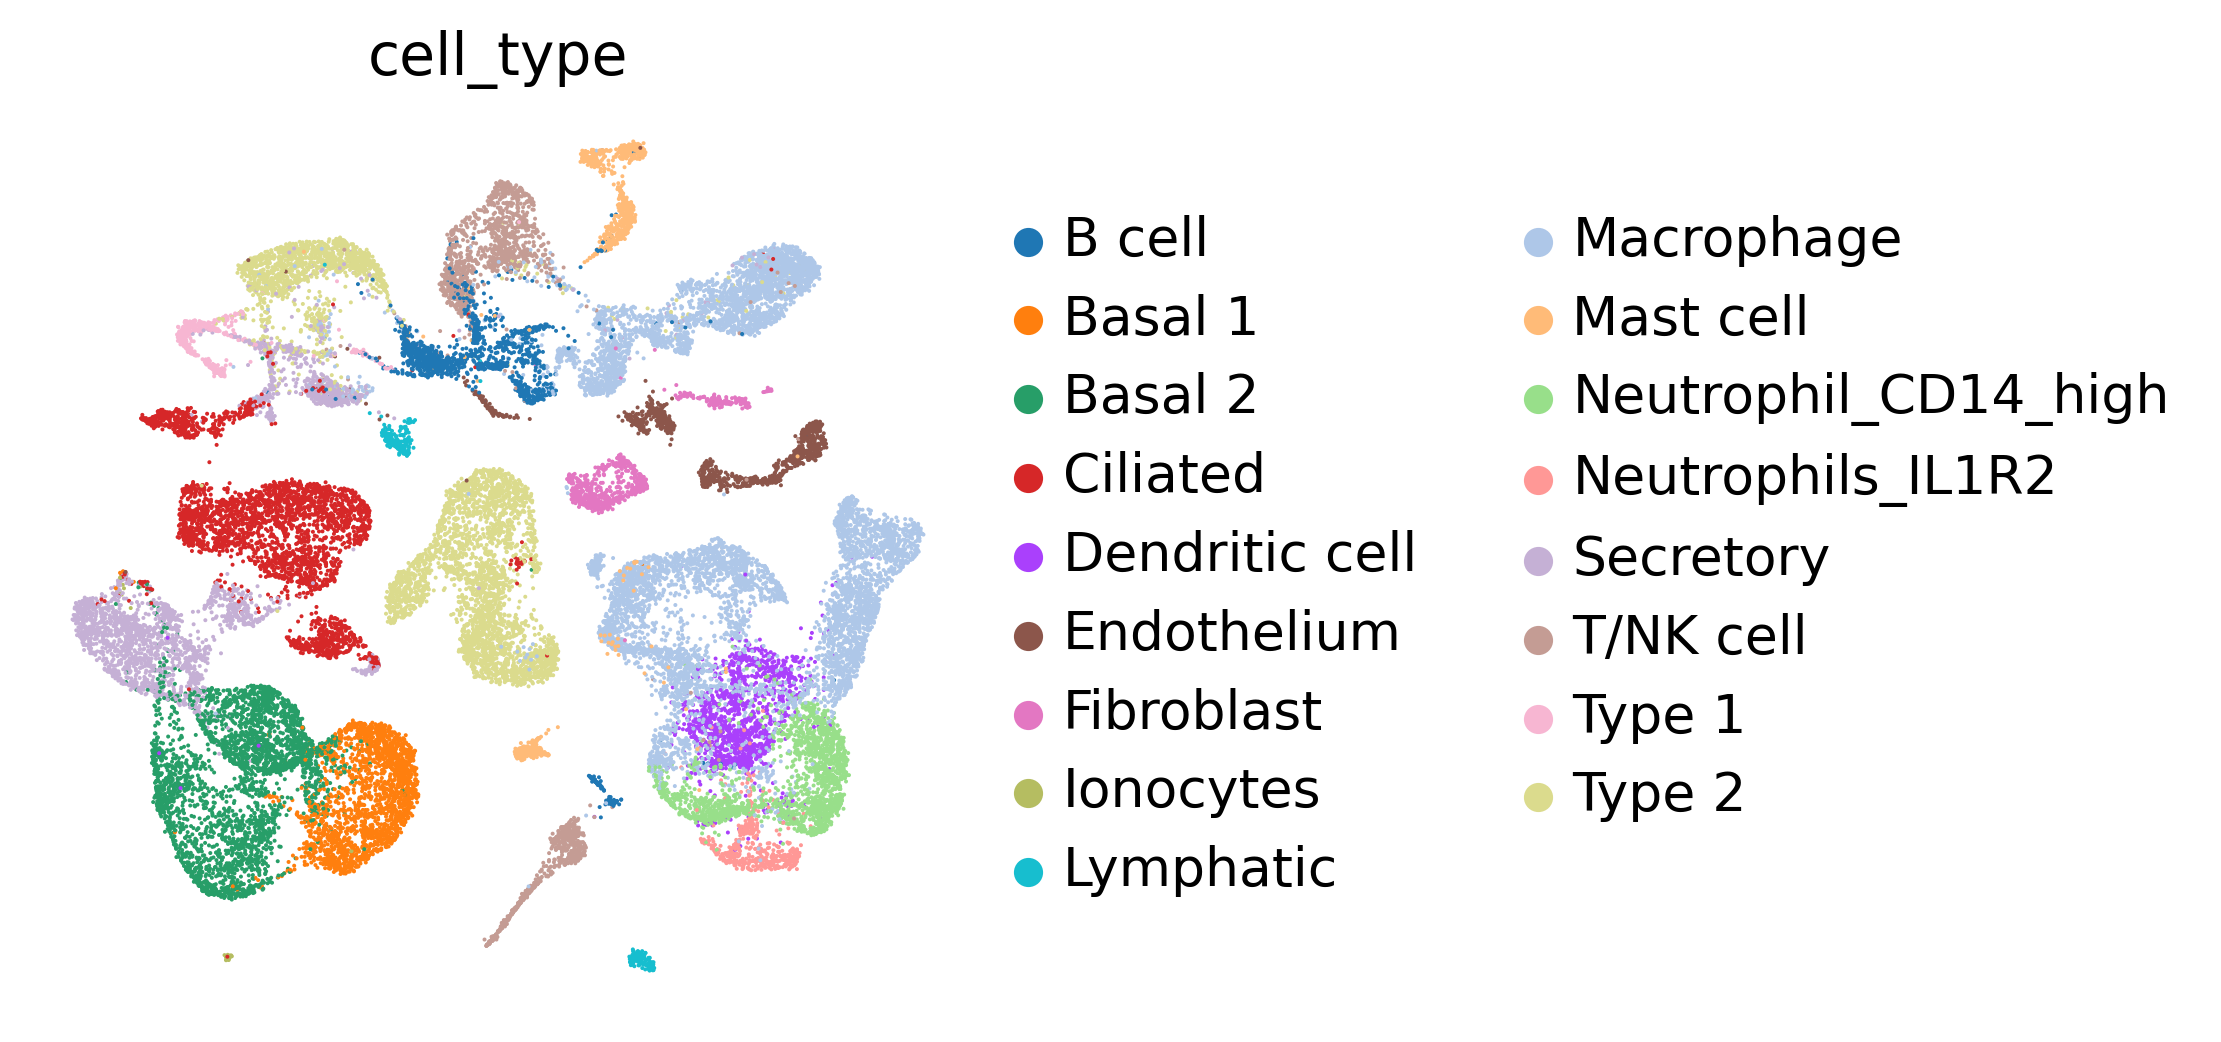 cell_type
B cell
Basal 1
Basal 2
Ciliated
Dendritic cell
Endothelium
Fibroblast
Ionocytes
Lymphatic
Macrophage
Mast cell
Neutrophil_CD14_high
Neutrophils_IL1R2
Secretory
T/NK cell
Type 1
Type 2